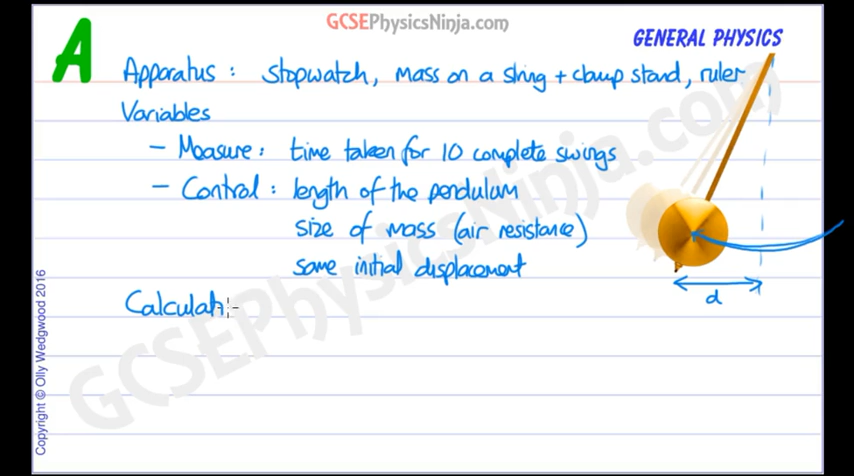 GCSEPhysicsNinja.com
GENERAL PHYSICS
A
Apparatus : stopwatch, mass on a string + clamp stand, ruler
Variables
- Measure : time taken for 10 complete swings
- Control : length of the pendulum
size of mass (air resistance)
same initial displacement
d
Calculati
GCSEPhysicsNinja.com
Copyright © Olly Wedgwood 2016